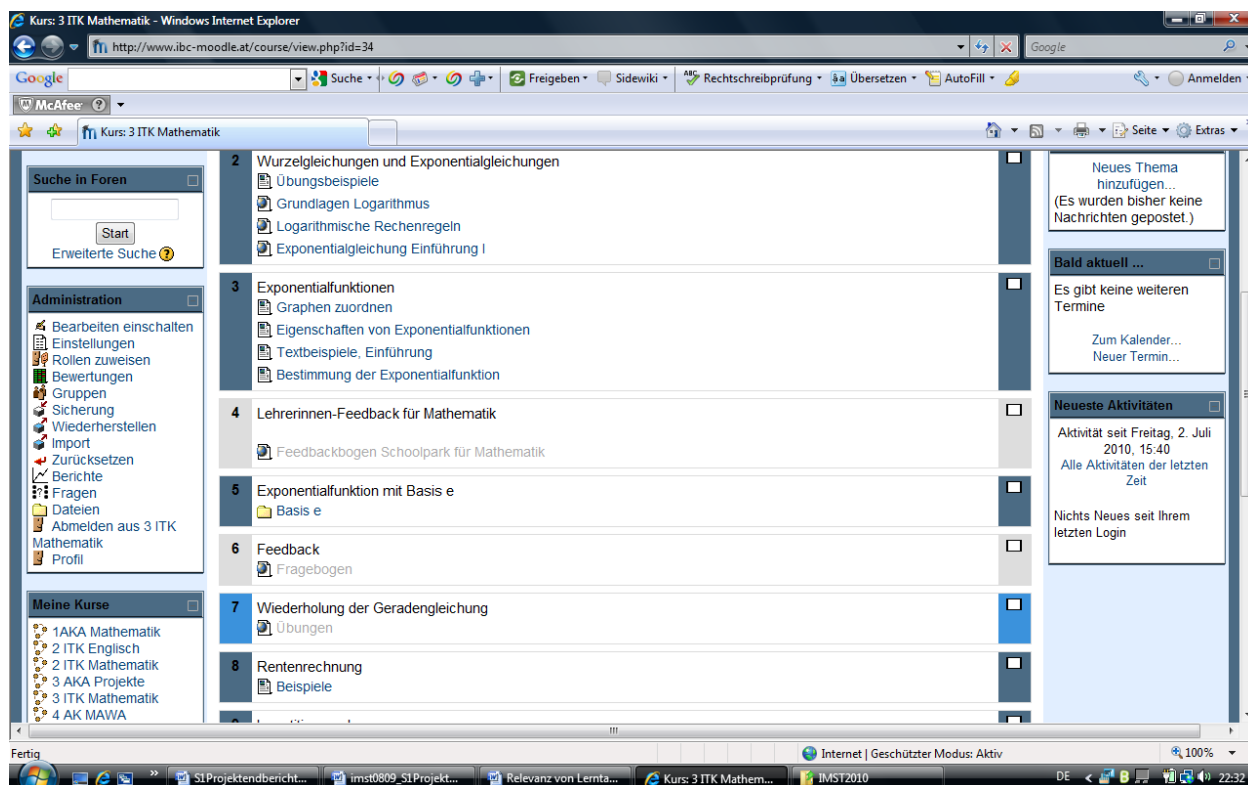 Kurs: 3 ITK Mathematik - Windows Internet Explorer
http://www.ibc-moodle.at/course/view.php?id=34
Google
Google
Suche
Freigeben
Sidewiki
Rechtschreibprüfung
Übersetzen
AutoFill
Anmelden
McAfee
Kurs: 3 ITK Mathematik
Seite
Extras
Suche in Foren
Start
Erweiterte Suche
Administration
Bearbeiten einschalten
Einstellungen
Rollen zuweisen
Bewertungen
Gruppen
Sicherung
Wiederherstellen
Import
Zurücksetzen
Berichte
Fragen
Dateien
Abmelden aus 3 ITK
Mathematik
Profil
Meine Kurse
1AKA Mathematik
2 ITK Englisch
2 ITK Mathematik
3 AKA Projekte
3 ITK Mathematik
4 AK MAWA
2 Wurzelgleichungen und Exponentialgleichungen
Übungsbeispiele
Grundlagen Logarithmus
Logarithmische Rechenregeln
Exponentialgleichung Einführung I
3 Exponentialfunktionen
Graphen zuordnen
Eigenschaften von Exponentialfunktionen
Textbeispiele, Einführung
Bestimmung der Exponentialfunktion
4 Lehrerinnen-Feedback für Mathematik
Feedbackbogen Schoolpark für Mathematik
5 Exponentialfunktion mit Basis e
Basis e
6 Feedback
Fragebogen
7 Wiederholung der Geradengleichung
Übungen
8 Rentenrechnung
Beispiele
Neues Thema
hinzufügen...
(Es wurden bisher keine
Nachrichten gepostet.)
Bald aktuell ...
Es gibt keine weiteren
Termine
Zum Kalender...
Neuer Termin...
Neueste Aktivitäten
Aktivität seit Freitag, 2. Juli
2010, 15:40
Alle Aktivitäten der letzten
Zeit
Nichts Neues seit Ihrem
letzten Login
Fertig
Internet | Geschützter Modus: Aktiv
100%
S1Projektendbericht...
imst0809_S1Projekt...
Relevanz von Lernta...
Kurs: 3 ITK Mathem...
IMST2010
DE
22:32